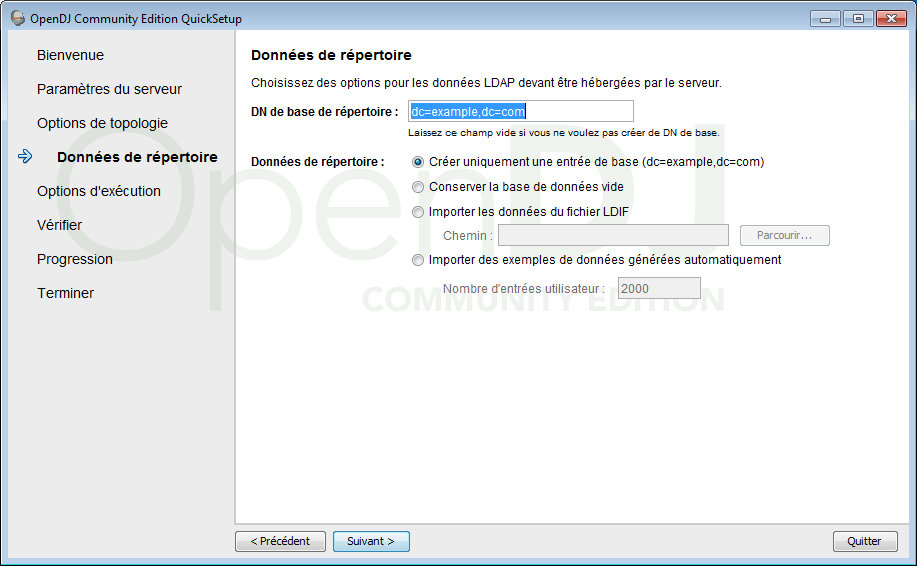 OpenDJ Community Edition QuickSetup
Bienvenue
Paramètres du serveur
Options de topologie
Données de répertoire
Options d'exécution
Vérifier
Progression
Terminer
Données de répertoire
Choisissez des options pour les données LDAP devant être hébergées par le serveur.
DN de base de répertoire : dc=example,dc=com
Laissez ce champ vide si vous ne voulez pas créer de DN de base.
Données de répertoire : Créer uniquement une entrée de base (dc=example,dc=com)
Conserver la base de données vide
Importer les données du fichier LDIF
Chemin : Parcourir...
Importer des exemples de données générées automatiquement
Nombre d'entrées utilisateur : 2000
OpenDJ
COMMUNITY EDITION
< Précédent Suivant > Quitter